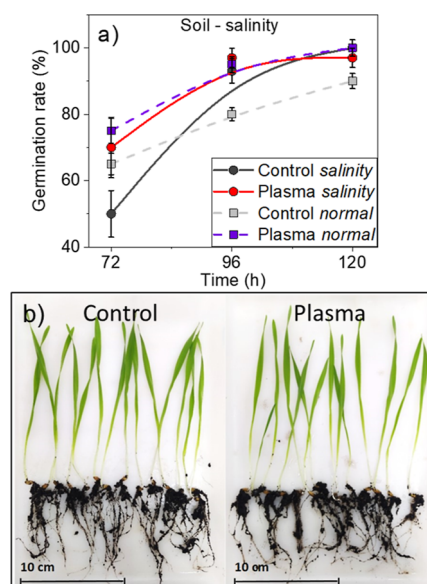 Soil - salinity
a)
100
80
60
40
Germination rate (%)
Control salinity
Plasma salinity
Control normal
Plasma normal
72
96
120
Time (h)
b)
Control
Plasma
10 cm
10 om